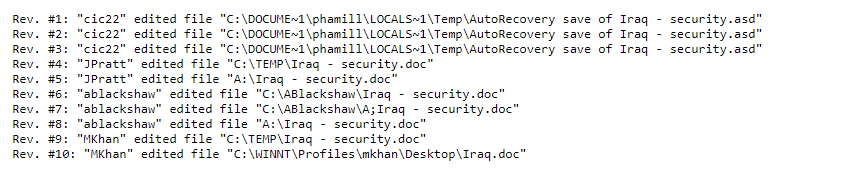 Rev. #1: "cic22" edited file "C:\DOCUME~1\phamill\LOCALS~1\Temp\AutoRecovery save of Iraq - security.asd"
Rev. #2: "cic22" edited file "C:\DOCUME~1\phamill\LOCALS~1\Temp\AutoRecovery save of Iraq - security.asd"
Rev. #3: "cic22" edited file "C:\DOCUME~1\phamill\LOCALS~1\Temp\AutoRecovery save of Iraq - security.asd"
Rev. #4: "JPratt" edited file "C:\TEMP\Iraq - security.doc"
Rev. #5: "JPratt" edited file "A:\Iraq - security.doc"
Rev. #6: "ablackshaw" edited file "C:\ABlackshaw\Iraq - security.doc"
Rev. #7: "ablackshaw" edited file "C:\ABlackshaw\A;Iraq - security.doc"
Rev. #8: "ablackshaw" edited file "A:\Iraq - security.doc"
Rev. #9: "MKhan" edited file "C:\TEMP\Iraq - security.doc"
Rev. #10: "MKhan" edited file "C:\WINNT\Profiles\mkhan\Desktop\Iraq.doc"